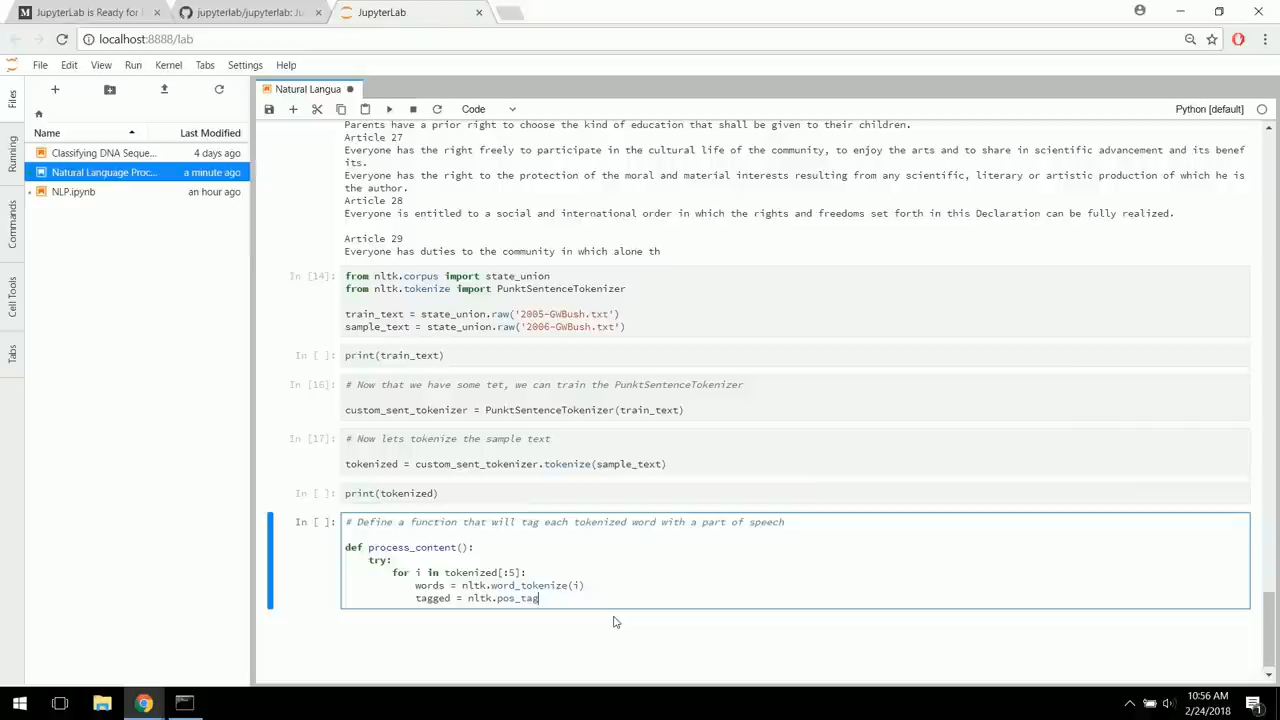 JupyterLab is Ready for
jupyterlab/jupyterlab: Ju
JupyterLab
localhost:8888/lab
File Edit View Run Kernel Tabs Settings Help
Files
Running
Commands
Cell Tools
Tabs
Name Last Modified
Classifying DNA Seque... 4 days ago
Natural Language Proc... a minute ago
NLP.ipynb an hour ago
Natural Langua
Code
Python [default]
Parents have a prior right to choose the kind of education that shall be given to their children.
Article 27
Everyone has the right freely to participate in the cultural life of the community, to enjoy the arts and to share in scientific advancement and its benef
its.
Everyone has the right to the protection of the moral and material interests resulting from any scientific, literary or artistic production of which he is
the author.
Article 28
Everyone is entitled to a social and international order in which the rights and freedoms set forth in this Declaration can be fully realized.
Article 29
Everyone has duties to the community in which alone th
In [14]: from nltk.corpus import state_union
from nltk.tokenize import PunktSentenceTokenizer
train_text = state_union.raw('2005-GWBush.txt')
sample_text = state_union.raw('2006-GWBush.txt')
In [ ]: print(train_text)
In [16]: # Now that we have some tet, we can train the PunktSentenceTokenizer
custom_sent_tokenizer = PunktSentenceTokenizer(train_text)
In [17]: # Now lets tokenize the sample text
tokenized = custom_sent_tokenizer.tokenize(sample_text)
In [ ]: print(tokenized)
In [ ]: # Define a function that will tag each tokenized word with a part of speech
def process_content():
try:
for i in tokenized[:5]:
words = nltk.word_tokenize(i)
tagged = nltk.pos_tag
10:56 AM
2/24/2018
1